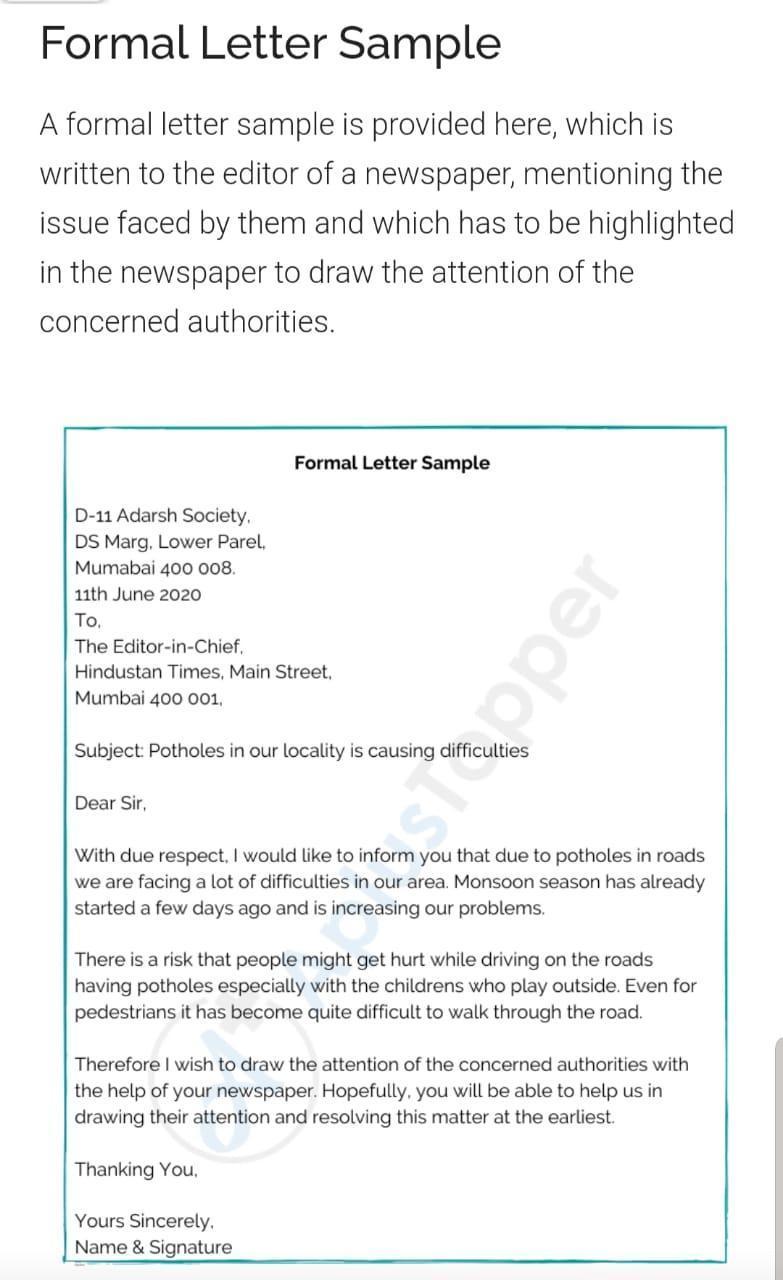 Formal Letter Sample
A formal letter sample is provided here, which is
written to the editor of a newspaper, mentioning the
issue faced by them and which has to be highlighted
in the newspaper to draw the attention of the
concerned authorities.
Formal Letter Sample
D-11 Adarsh Society,
DS Marg, Lower Parel,
Mumabai 400 008.
11th June 2020
To,
The Editor-in-Chief,
Hindustan Times, Main Street,
Mumbai 400 001,
Subject: Potholes in our locality is causing difficulties
Dear Sir,
With due respect, I would like to inform you that due to potholes in roads
we are facing a lot of difficulties in our area. Monsoon season has already
started a few days ago and is increasing our problems.
There is a risk that people might get hurt while driving on the roads
having potholes especially with the childrens who play outside. Even for
pedestrians it has become quite difficult to walk through the road.
Therefore I wish to draw the attention of the concerned authorities with
the help of your newspaper. Hopefully, you will be able to help us in
drawing their attention and resolving this matter at the earliest.
Thanking You,
Yours Sincerely,
Name & Signature
AplusTopper
A+